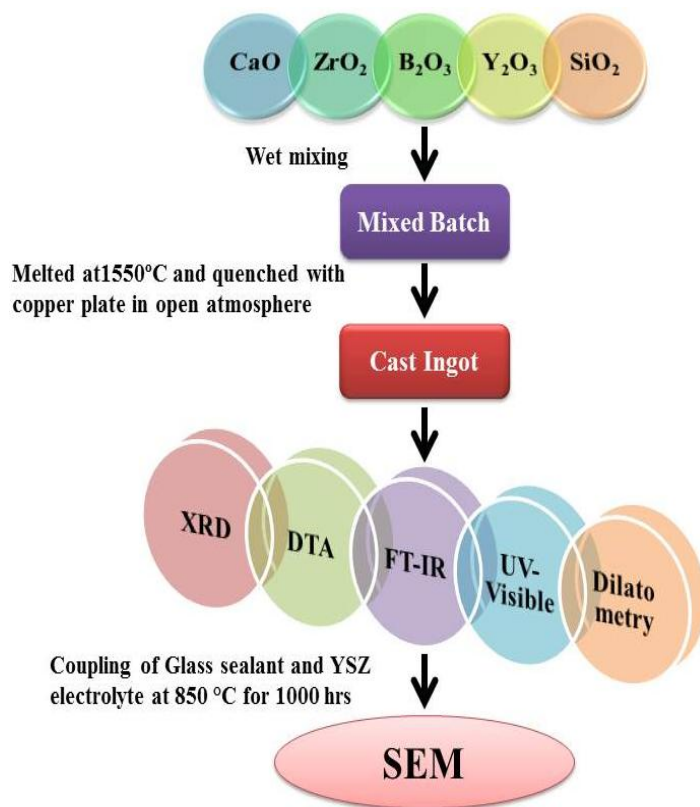 CaO ZrO₂ B₂O₃ Y₂O₃ SiO₂
Wet mixing
Mixed Batch
Melted at1550ºC and quenched with
copper plate in open atmosphere
Cast Ingot
XRD
DTA
FT-IR
UV-
Visible
Dilato
metry
Coupling of Glass sealant and YSZ
electrolyte at 850 °C for 1000 hrs
SEM